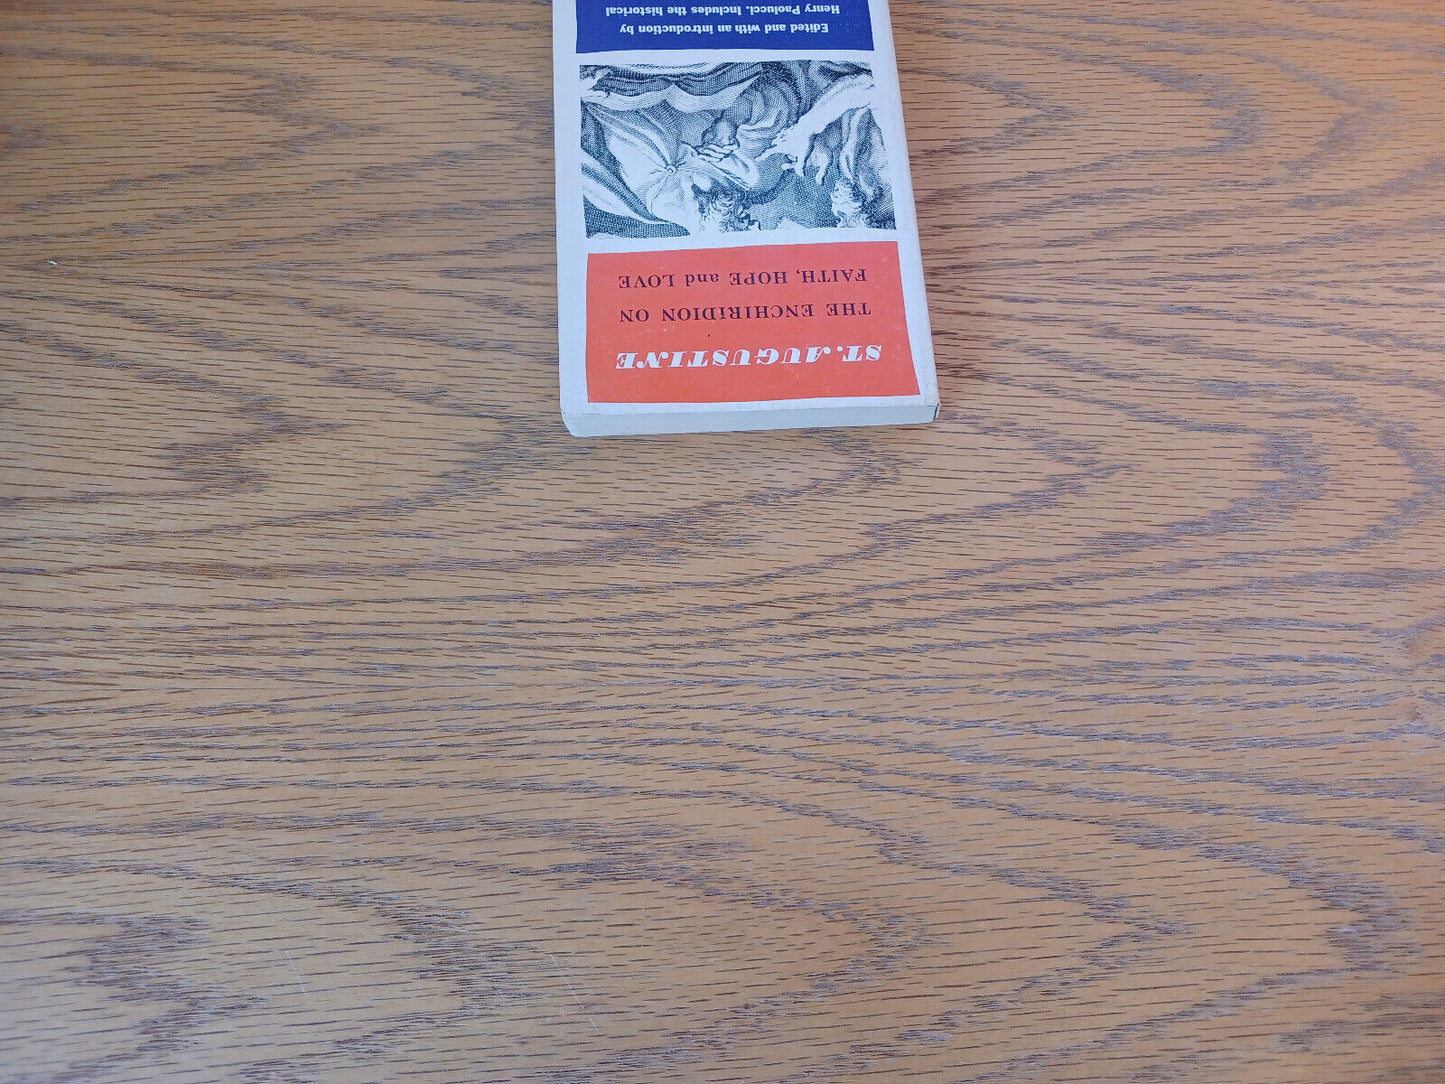 ST. AUGUSTINE
THE ENCHIRIDION ON
FAITH, HOPE and LOVE
Edited and with an introduction by
Henry Paolucci. Includes the historical